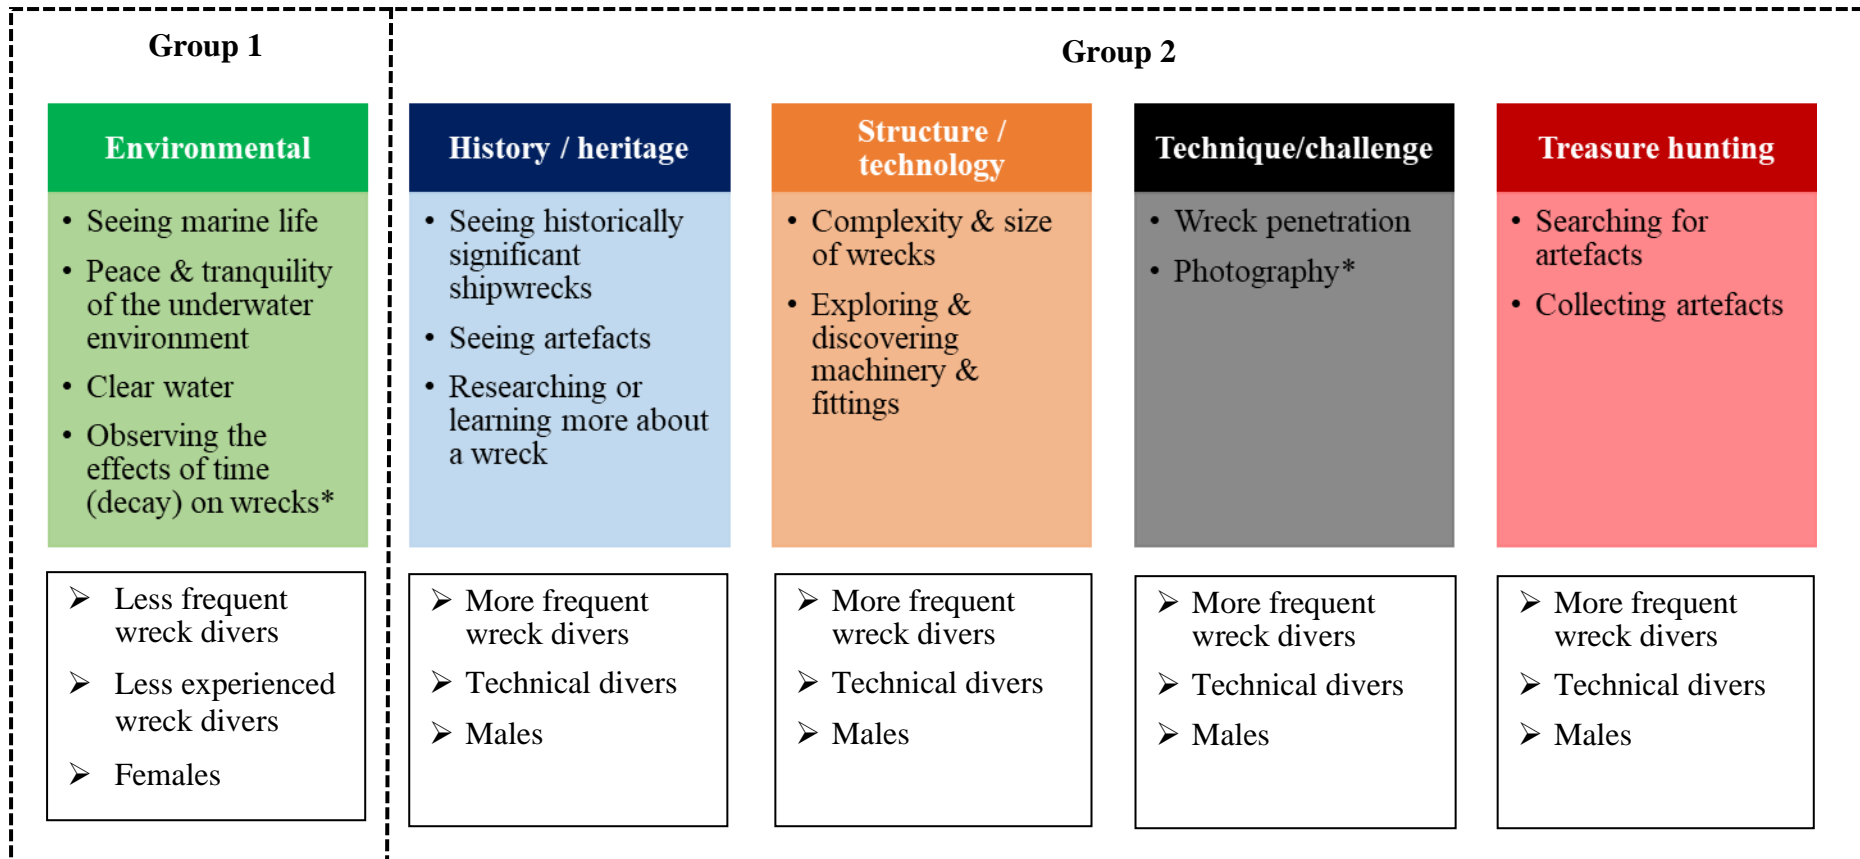 Group 1
Group 2
Environmental
• Seeing marine life
• Peace & tranquility
of the underwater
environment
• Clear water
• Observing the
effects of time
(decay) on wrecks*
➢ Less frequent
wreck divers
➢ Less experienced
wreck divers
➢ Females
History / heritage
• Seeing historically
significant
shipwrecks
• Seeing artefacts
• Researching or
learning more about
a wreck
➢ More frequent
wreck divers
➢ Technical divers
➢ Males
Structure /
technology
• Complexity & size
of wrecks
• Exploring &
discovering
machinery &
fittings
➢ More frequent
wreck divers
➢ Technical divers
➢ Males
Technique/challenge
• Wreck penetration
• Photography*
➢ More frequent
wreck divers
➢ Technical divers
➢ Males
Treasure hunting
• Searching for
artefacts
• Collecting artefacts
➢ More frequent
wreck divers
➢ Technical divers
➢ Males